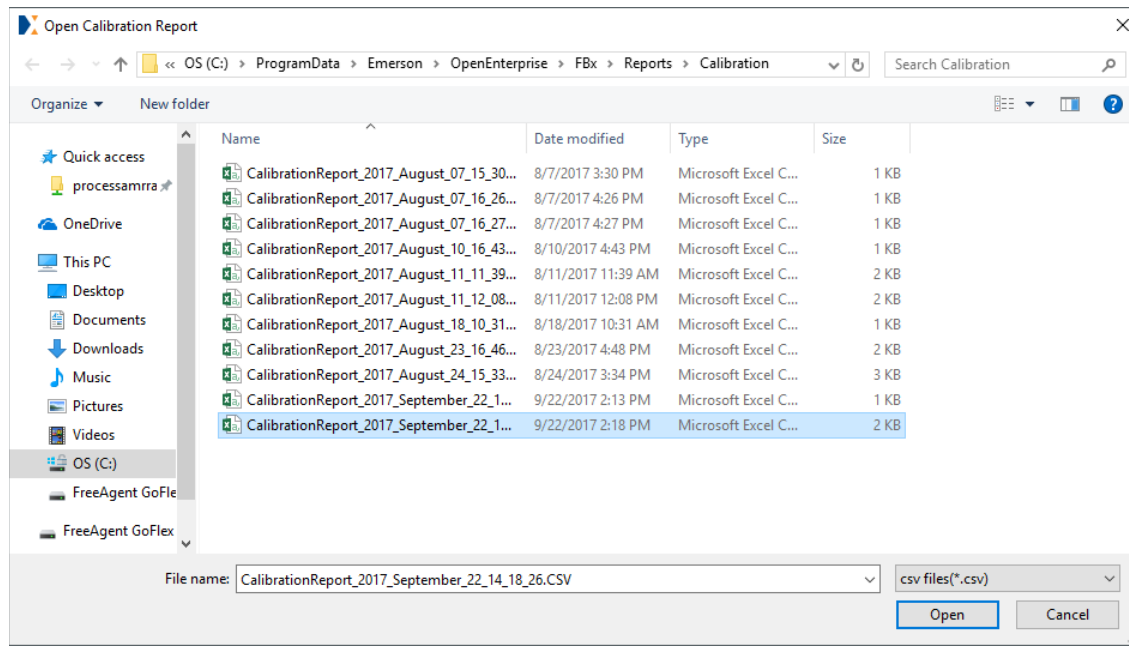 Open Calibration Report
« OS (C:) > ProgramData > Emerson > OpenEnterprise > FBx > Reports > Calibration
Search Calibration
Organize
New folder
Name Date modified Type Size
Quick access
processamrra
OneDrive
This PC
Desktop
Documents
Downloads
Music
Pictures
Videos
OS (C:)
FreeAgent GoFle
FreeAgent GoFlex
CalibrationReport_2017_August_07_15_30... 8/7/2017 3:30 PM Microsoft Excel C... 1 KB
CalibrationReport_2017_August_07_16_26... 8/7/2017 4:26 PM Microsoft Excel C... 1 KB
CalibrationReport_2017_August_07_16_27... 8/7/2017 4:27 PM Microsoft Excel C... 1 KB
CalibrationReport_2017_August_10_16_43... 8/10/2017 4:43 PM Microsoft Excel C... 1 KB
CalibrationReport_2017_August_11_11_39... 8/11/2017 11:39 AM Microsoft Excel C... 2 KB
CalibrationReport_2017_August_11_12_08... 8/11/2017 12:08 PM Microsoft Excel C... 2 KB
CalibrationReport_2017_August_18_10_31... 8/18/2017 10:31 AM Microsoft Excel C... 1 KB
CalibrationReport_2017_August_23_16_46... 8/23/2017 4:48 PM Microsoft Excel C... 2 KB
CalibrationReport_2017_August_24_15_33... 8/24/2017 3:34 PM Microsoft Excel C... 3 KB
CalibrationReport_2017_September_22_1... 9/22/2017 2:13 PM Microsoft Excel C... 1 KB
CalibrationReport_2017_September_22_1... 9/22/2017 2:18 PM Microsoft Excel C... 2 KB
File name: CalibrationReport_2017_September_22_14_18_26.CSV
csv files(*.csv)
Open
Cancel